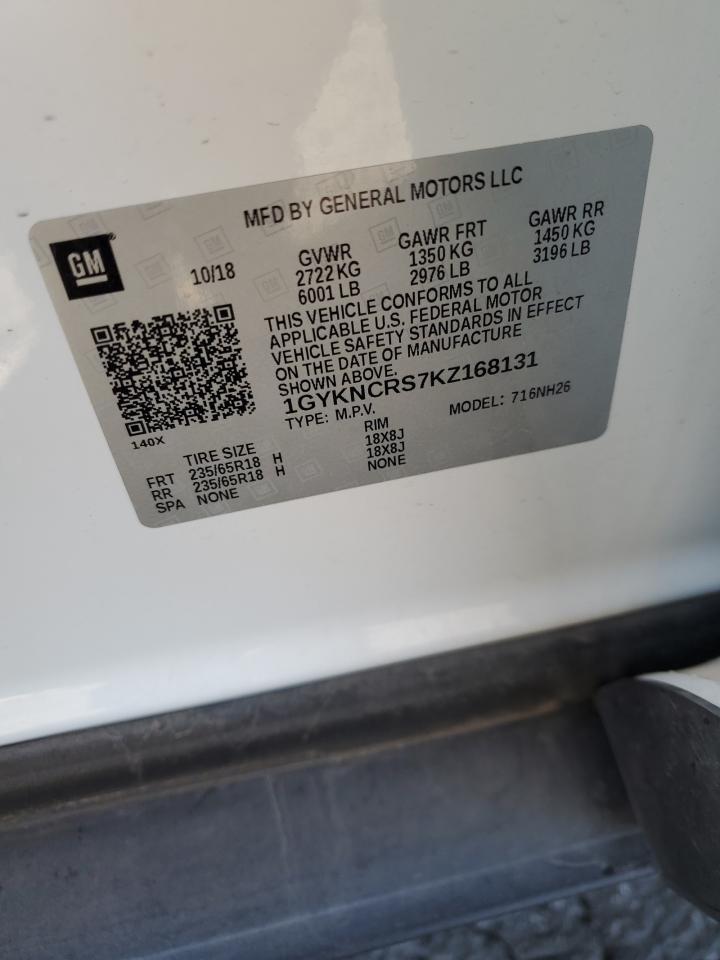 MFD BY GENERAL MOTORS LLC
GM
10/18
GVWR
2722 KG
6001 LB
GAWR FRT
1350 KG
2976 LB
GAWR RR
1450 KG
3196 LB
THIS VEHICLE CONFORMS TO ALL
APPLICABLE U.S. FEDERAL MOTOR
VEHICLE SAFETY STANDARDS IN EFFECT
ON THE DATE OF MANUFACTURE
SHOWN ABOVE.
1GYKNCRS7KZ168131
TYPE: M.P.V.
MODEL: 716NH26
140X
TIRE SIZE RIM
FRT 235/65R18 H 18X8J
RR 235/65R18 H 18X8J
SPA NONE NONE